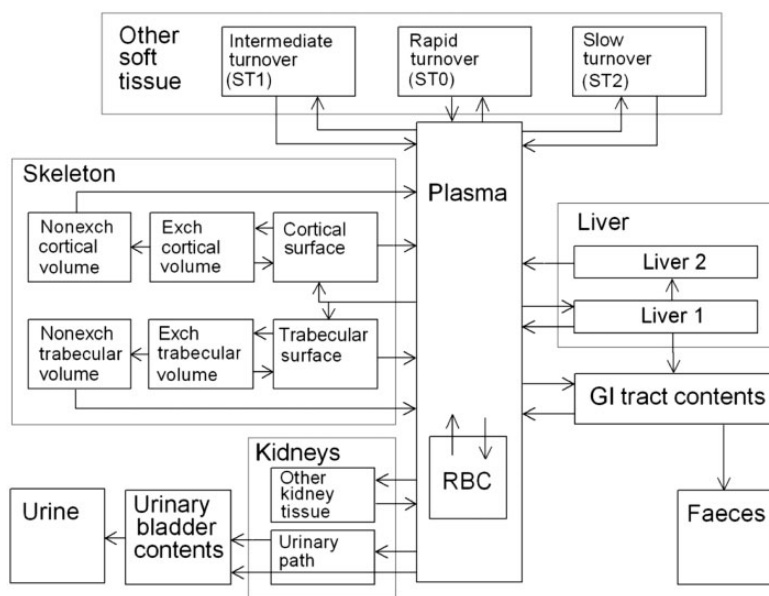 Other
soft
tissue
Intermediate
turnover
(ST1)
Rapid
turnover
(ST0)
Slow
turnover
(ST2)
Plasma
Skeleton
Nonexch
cortical
volume
Exch
cortical
volume
Cortical
surface
Nonexch
trabecular
volume
Exch
trabecular
volume
Trabecular
surface
Liver
Liver 2
Liver 1
GI tract contents
Faeces
RBC
Kidneys
Other
kidney
tissue
Urinary
path
Urinary
bladder
contents
Urine